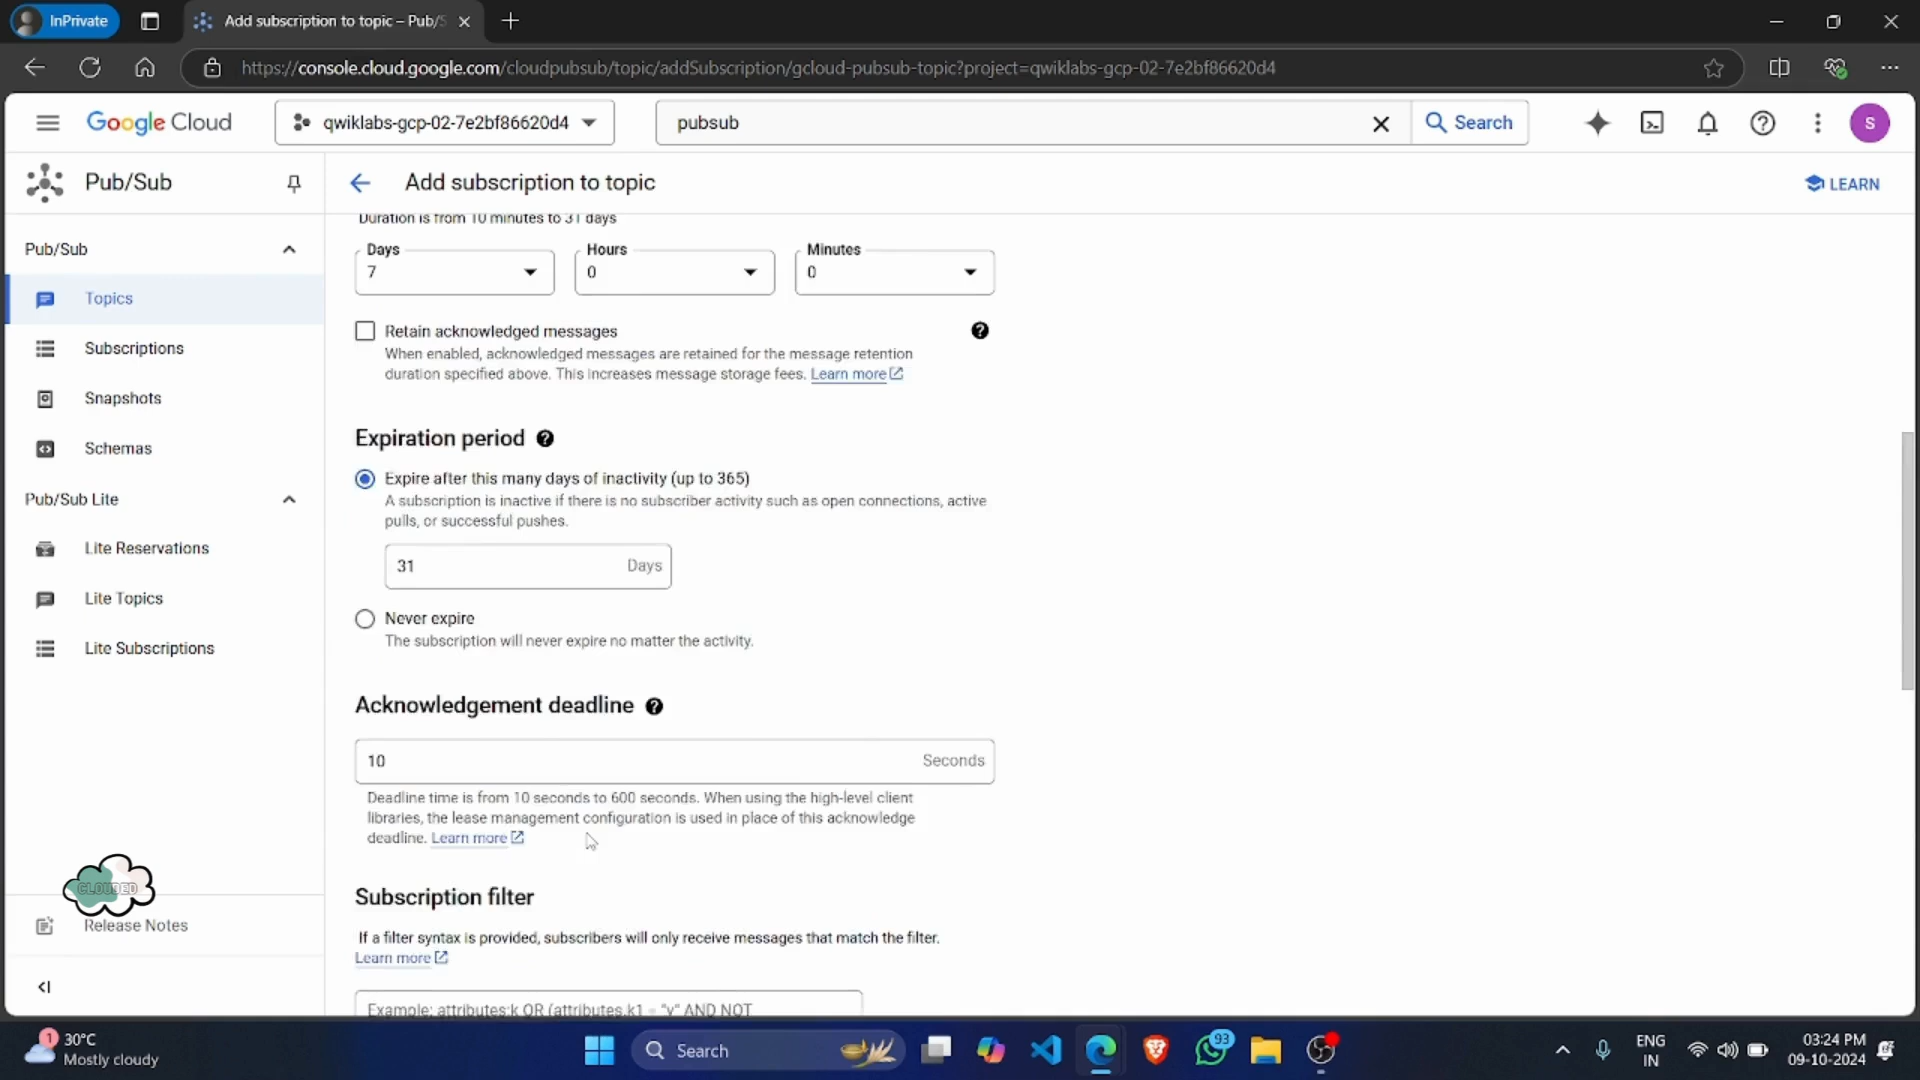 InPrivate
Add subscription to topic – Pub/S
https://console.cloud.google.com/cloudpubsub/topic/addSubscription/gcloud-pubsub-topic?project=qwiklabs-gcp-02-7e2bf86620d4
Google Cloud
qwiklabs-gcp-02-7e2bf86620d4
pubsub
Search
S
Pub/Sub
Add subscription to topic
LEARN
Pub/Sub
Topics
Subscriptions
Snapshots
Schemas
Pub/Sub Lite
Lite Reservations
Lite Topics
Lite Subscriptions
CLOUDED
Release Notes
Duration is from 10 minutes to 31 days
Days
7
Hours
0
Minutes
0
Retain acknowledged messages
When enabled, acknowledged messages are retained for the message retention
duration specified above. This increases message storage fees. Learn more
Expiration period
Expire after this many days of inactivity (up to 365)
A subscription is inactive if there is no subscriber activity such as open connections, active
pulls, or successful pushes.
31 Days
Never expire
The subscription will never expire no matter the activity.
Acknowledgement deadline
10 Seconds
Deadline time is from 10 seconds to 600 seconds. When using the high-level client
libraries, the lease management configuration is used in place of this acknowledge
deadline. Learn more
Subscription filter
If a filter syntax is provided, subscribers will only receive messages that match the filter.
Learn more
Example: attributes:k OR (attributes.k1 = "v" AND NOT
1
30°C
Mostly cloudy
Search
93
ENG
IN
03:24 PM
09-10-2024